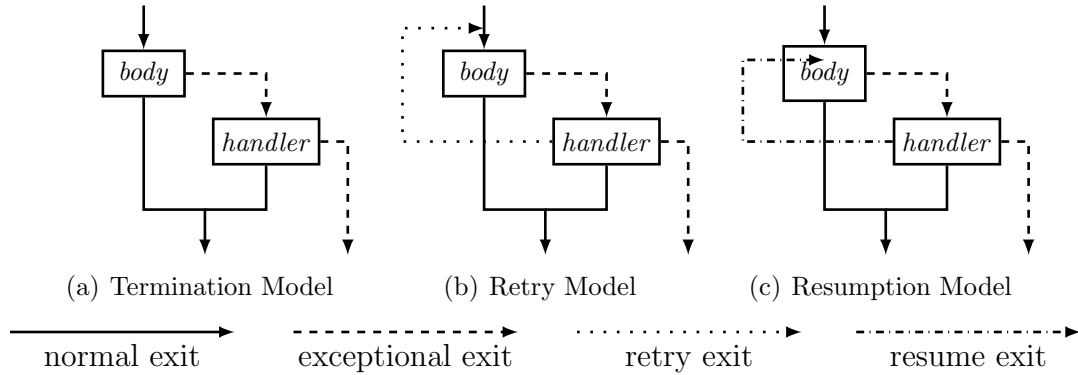 body body body
handler handler handler
(a) Termination Model (b) Retry Model (c) Resumption Model
normal exit exceptional exit retry exit resume exit